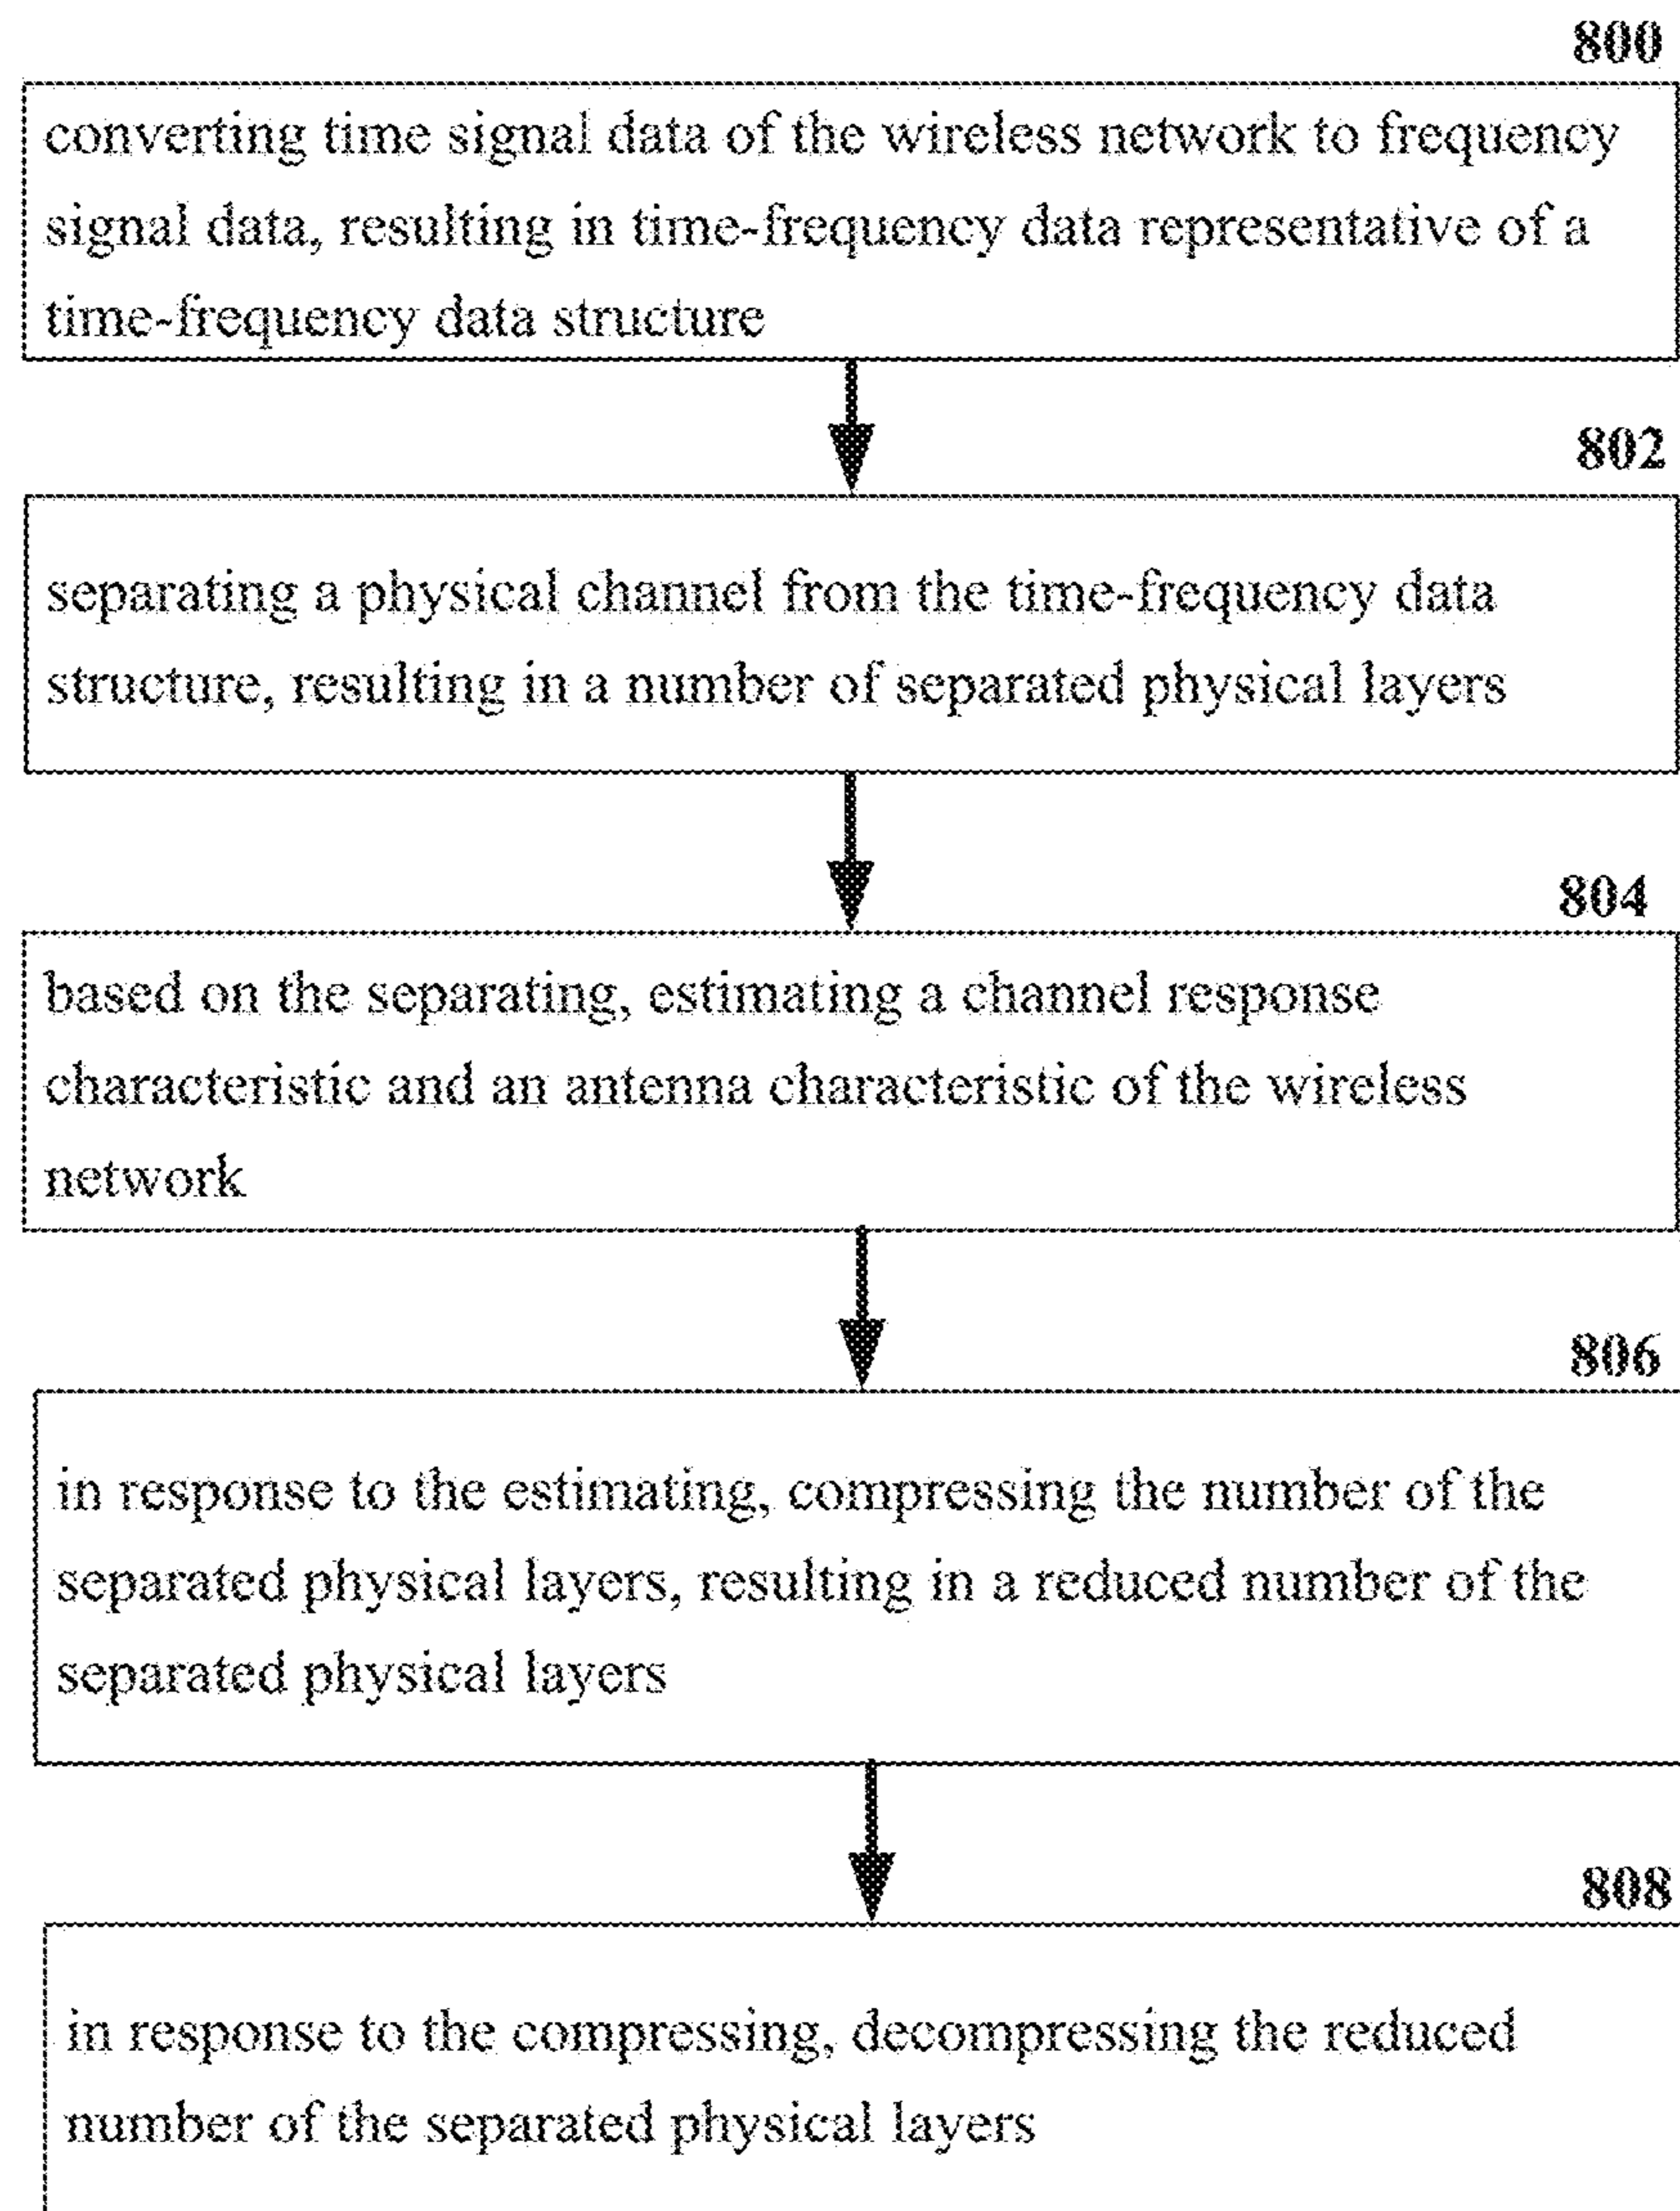 800
converting time signal data of the wireless network to frequency
signal data, resulting in time-frequency data representative of a
time-frequency data structure
802
separating a physical channel from the time-frequency data
structure, resulting in a number of separated physical layers
804
based on the separating, estimating a channel response
characteristic and an antenna characteristic of the wireless
network
806
in response to the estimating, compressing the number of the
separated physical layers, resulting in a reduced number of the
separated physical layers
808
in response to the compressing, decompressing the reduced
number of the separated physical layers